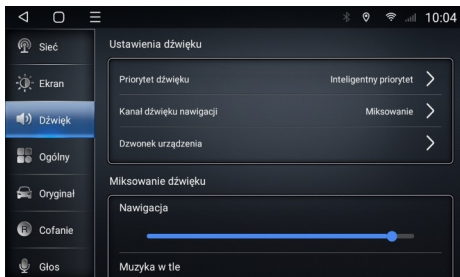 10:04
Sieć
Ekran
Dźwięk
Ogólny
Oryginał
R Cofanie
Głos
Ustawienia dźwięku
Priorytet dźwięku Inteligentny priorytet
Kanał dźwięku nawigacji Miksowanie
Dzwonek urządzenia
Miksowanie dźwięku
Nawigacja
Muzyka w tle